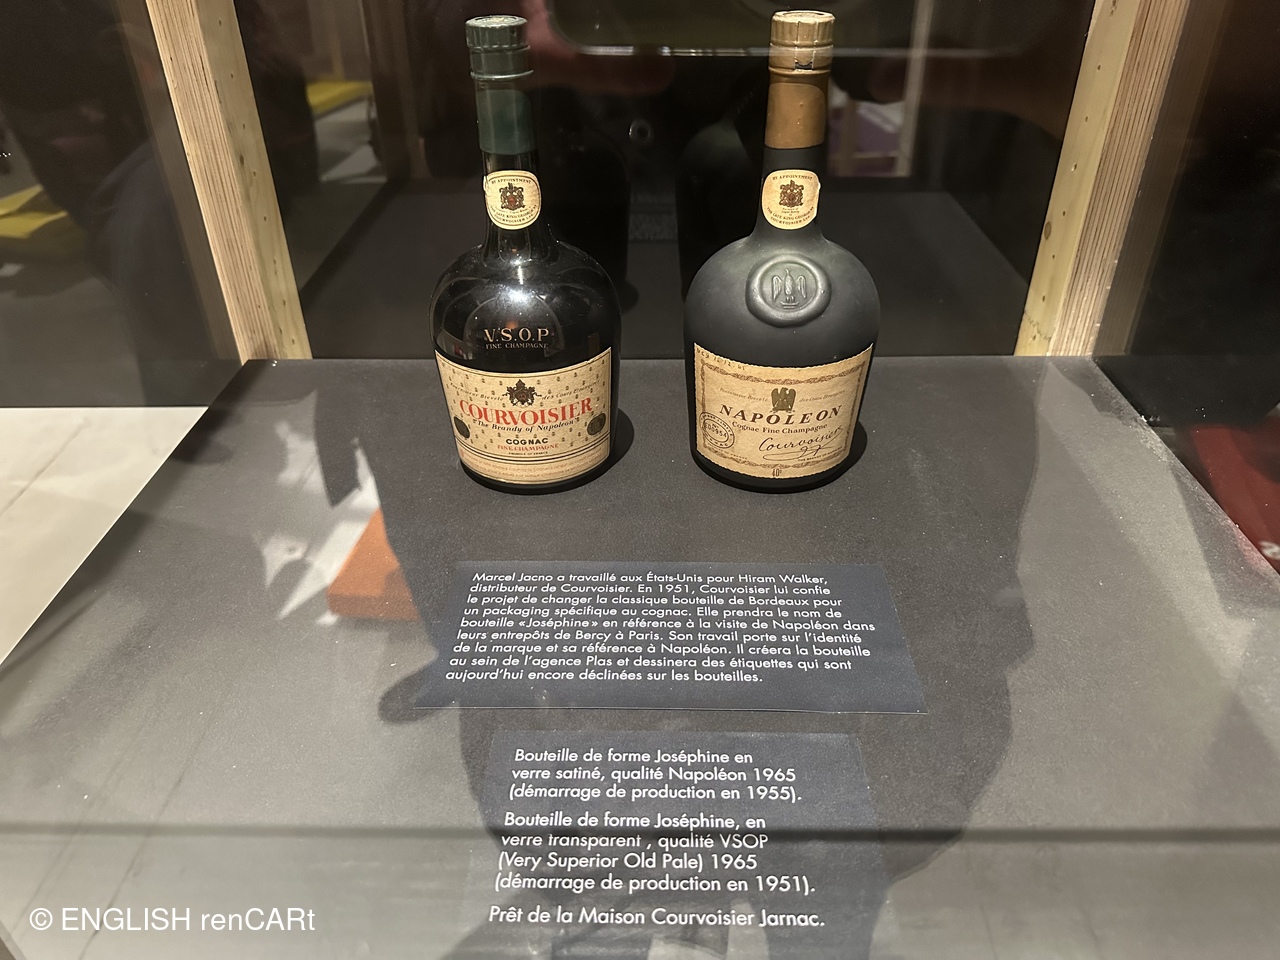 BY APPOINTMENT
V.S.O.P
FINE CHAMPAGNE
COURVOISIER
The Brandy of Napoleon
COGNAC
FINE CHAMPAGNE
BY APPOINTMENT
NAPOLEON
Cognac Fine Champagne
Courvoisier
40°
Marcel Jacno a travaillé aux États-Unis pour Hiram Walker,
distributeur de Courvoisier. En 1951, Courvoisier lui confie
le projet de changer la classique bouteille de Bordeaux pour
un packaging spécifique au cognac. Elle prendra le nom de
bouteille «Joséphine» en référence à la visite de Napoléon dans
leurs entrepôts de Bercy à Paris. Son travail porte sur l'identité
de la marque et sa référence à Napoléon. Il créera la bouteille
au sein de l'agence Plas et dessinera des étiquettes qui sont
aujourd'hui encore déclinées sur les bouteilles.
Bouteille de forme Joséphine en
verre satiné, qualité Napoléon 1965
(démarrage de production en 1955).
Bouteille de forme Joséphine, en
verre transparent , qualité VSOP
(Very Superior Old Pale) 1965
(démarrage de production en 1951).
Prêt de la Maison Courvoisier Jarnac.
© ENGLISH renCARt